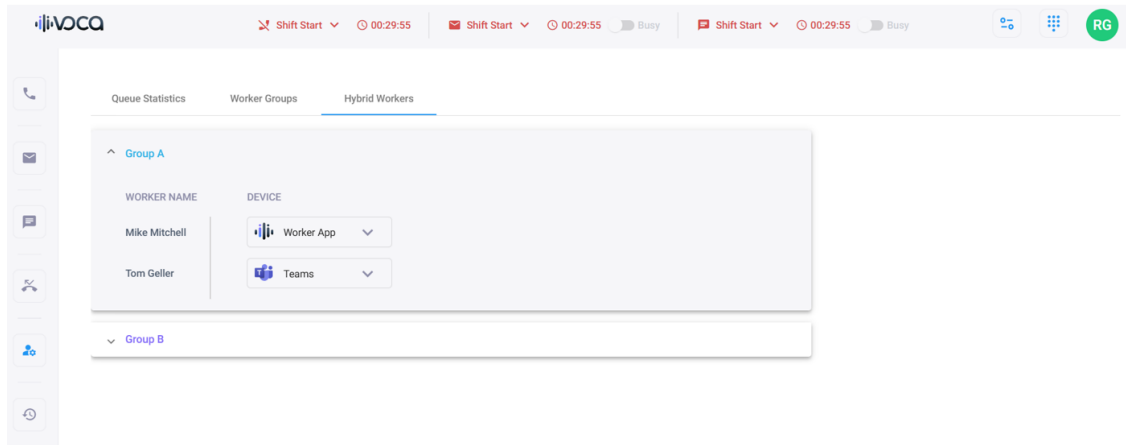 VOCA
Shift Start 00:29:55 Shift Start 00:29:55 Busy Shift Start 00:29:55 Busy RG
Queue Statistics Worker Groups Hybrid Workers
Group A
WORKER NAME DEVICE
Mike Mitchell Worker App
Tom Geller Teams
Group B